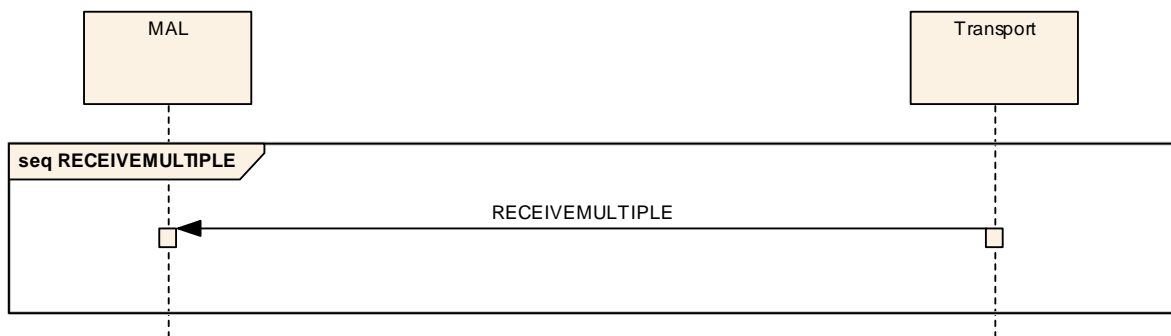 MAL
Transport
seq RECEIVEMULTIPLE
RECEIVEMULTIPLE